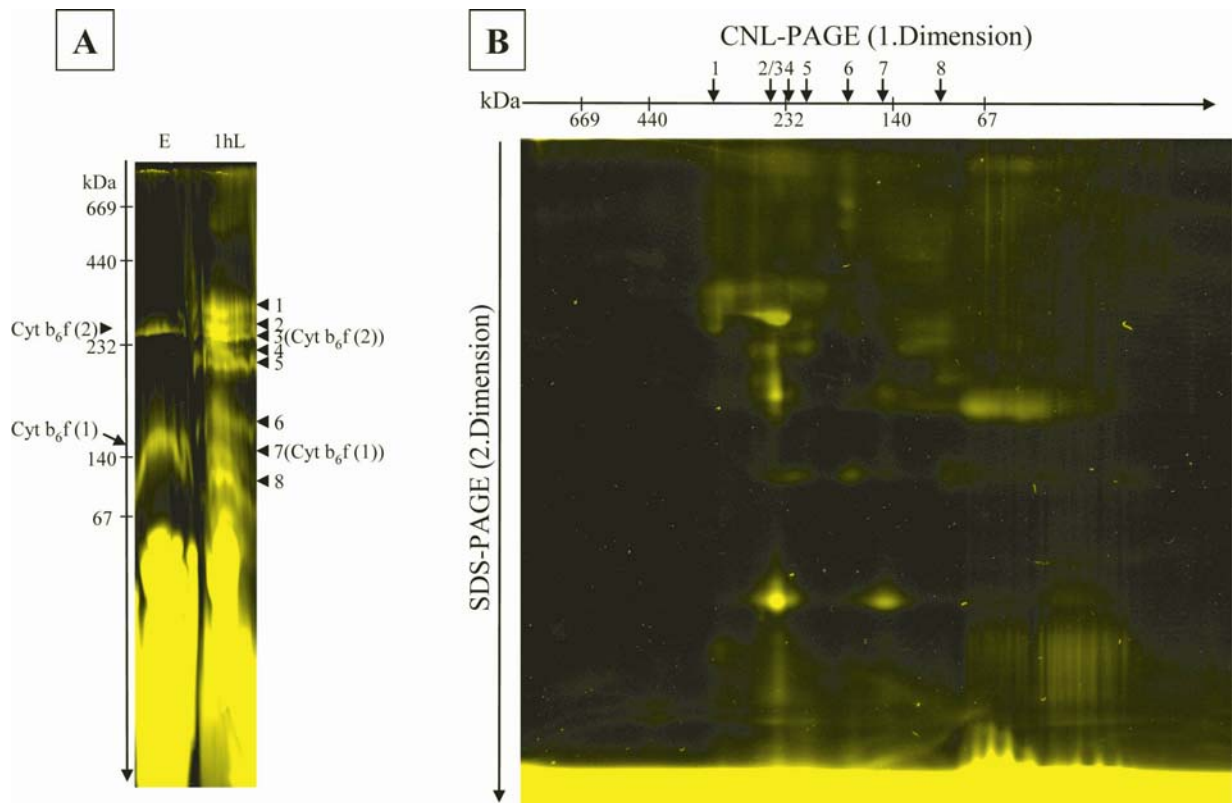 A
E 1hL
kDa
669
440
Cyt b₆f (2)
232
Cyt b₆f (1)
140
67
1
2
3(Cyt b₆f (2))
4
5
6
7(Cyt b₆f (1))
8
B
CNL-PAGE (1.Dimension)
1 2/3 4 5 6 7 8
kDa
669 440 232 140 67
SDS-PAGE (2.Dimension)